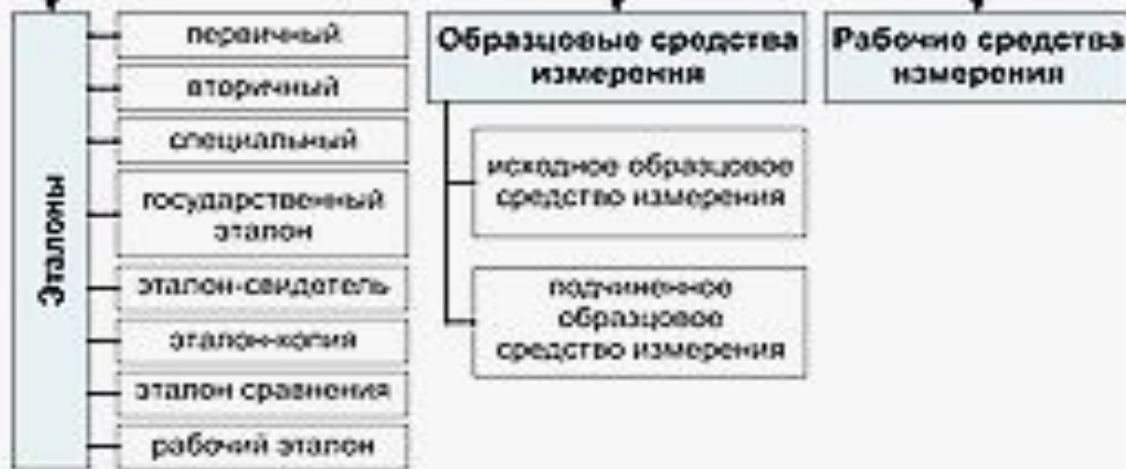 Эталоны
первичный
вторичный
специальный
государственный
эталон
эталон-свидетель
эталон-копия
эталон сравнения
рабочий эталон
Образцовые средства
измерения
исходное образцовое
средство измерения
подчиненное
образцовое
средство измерения
Рабочие средства
измерения